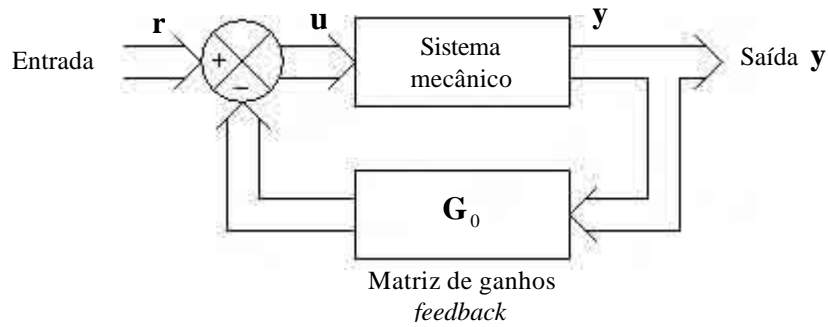 r
u
y
Entrada
+
−
Sistema
mecânico
Saída y
G0
Matriz de ganhos
feedback